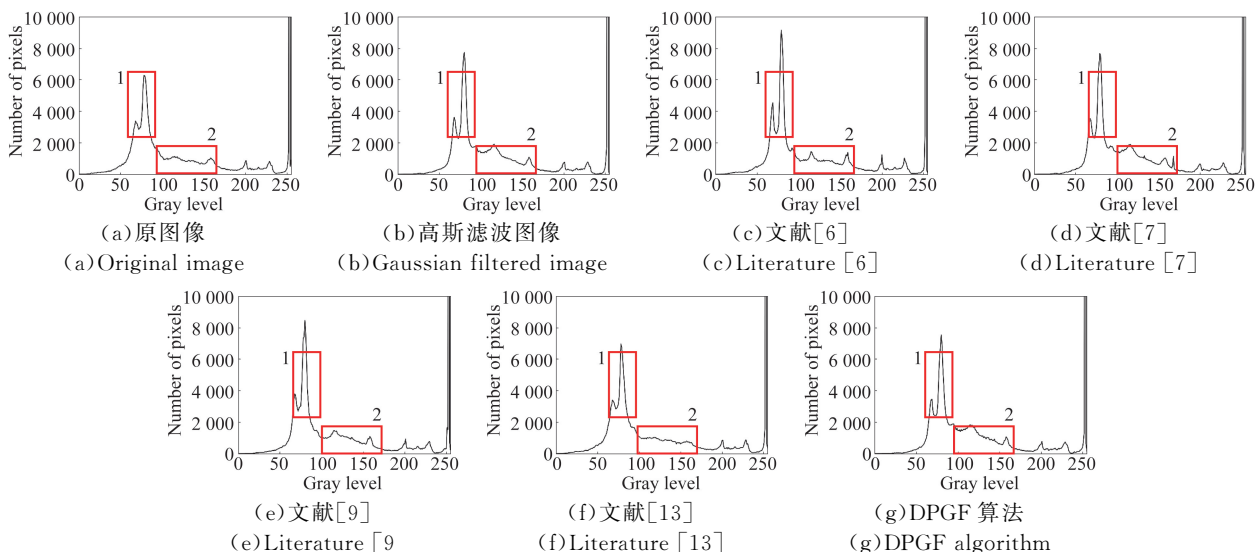 10 000
8 000
6 000
4 000
2 000
0
Number of pixels
1
2
0 50 100 150 200 250
Gray level
(a)原图像
(a)Original image
10 000
8 000
6 000
4 000
2 000
0
Number of pixels
1
2
0 50 100 150 200 250
Gray level
(b)高斯滤波图像
(b)Gaussian filtered image
10 000
8 000
6 000
4 000
2 000
0
Number of pixels
1
2
0 50 100 150 200 250
Gray level
(c)文献[6]
(c)Literature [6]
10 000
8 000
6 000
4 000
2 000
0
Number of pixels
1
2
0 50 100 150 200 250
Gray level
(d)文献[7]
(d)Literature [7]
10 000
8 000
6 000
4 000
2 000
0
Number of pixels
1
2
0 50 100 150 200 250
Gray level
(e)文献[9]
(e)Literature [9
10 000
8 000
6 000
4 000
2 000
0
Number of pixels
1
2
0 50 100 150 200 250
Gray level
(f)文献[13]
(f)Literature [13]
10 000
8 000
6 000
4 000
2 000
0
Number of pixels
1
2
0 50 100 150 200 250
Gray level
(g)DPGF 算法
(g)DPGF algorithm